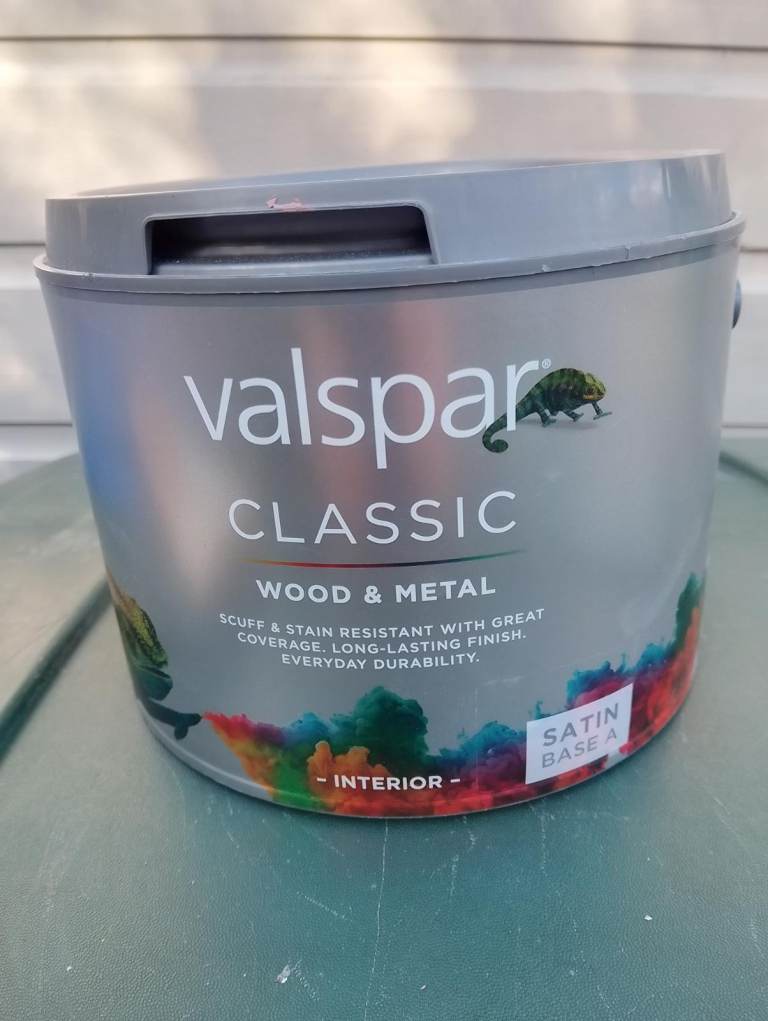 valspar®
CLASSIC
WOOD & METAL
SCUFF & STAIN RESISTANT WITH GREAT
COVERAGE. LONG-LASTING FINISH.
EVERYDAY DURABILITY.
SATIN
BASE A
– INTERIOR –